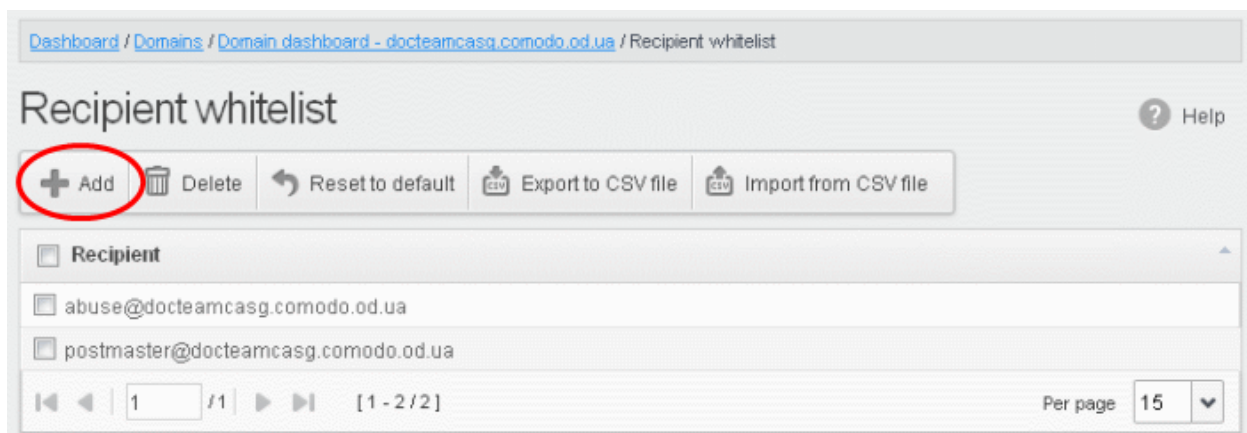 Dashboard / Domains / Domain dashboard - docteamcasg.comodo.od.ua / Recipient whitelist
Recipient whitelist
? Help
Add Delete Reset to default CSV Export to CSV file CSV Import from CSV file
Recipient
abuse@docteamcasg.comodo.od.ua
postmaster@docteamcasg.comodo.od.ua
1 /1 [1-2/2] Per page 15